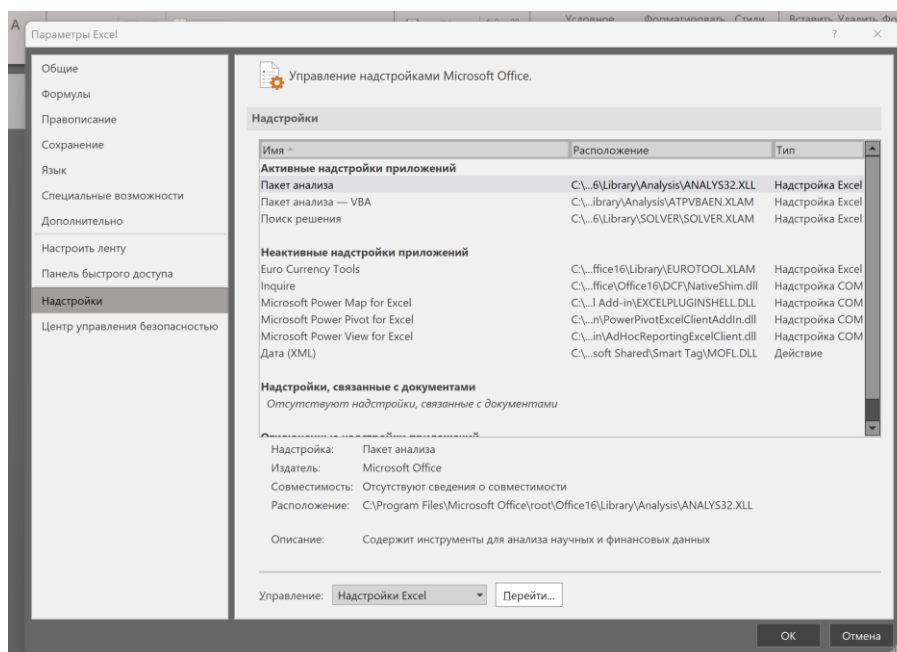 А
Условное Форматировать Стили Вставить Удалить
Параметры Excel ? ×
Общие
Формулы
Правописание
Сохранение
Язык
Специальные возможности
Дополнительно
Настроить ленту
Панель быстрого доступа
Надстройки
Центр управления безопасностью
Управление надстройками Microsoft Office.
Надстройки
Имя Расположение Тип
Активные надстройки приложений
Пакет анализа C:\...6\Library\Analysis\ANALYS32.XLL Надстройка Excel
Пакет анализа — VBA C:\...ibrary\Analysis\ATPVBAEN.XLAM Надстройка Excel
Поиск решения C:\...6\Library\SOLVER\SOLVER.XLAM Надстройка Excel
Неактивные надстройки приложений
Euro Currency Tools C:\...ffice16\Library\EUROTOOL.XLAM Надстройка Excel
Inquire C:\...ffice\Office16\DCF\NativeShim.dll Надстройка COM
Microsoft Power Map for Excel C:\...l Add-in\EXCELPLUGINSHELL.DLL Надстройка COM
Microsoft Power Pivot for Excel C:\...n\PowerPivotExcelClientAddIn.dll Надстройка COM
Microsoft Power View for Excel C:\...in\AdHocReportingExcelClient.dll Надстройка COM
Дата (XML) C:\...soft Shared\Smart Tag\MOFL.DLL Действие
Надстройки, связанные с документами
Отсутствуют надстройки, связанные с документами
Отключенные надстройки приложений
Надстройка: Пакет анализа
Издатель: Microsoft Office
Совместимость: Отсутствуют сведения о совместимости
Расположение: C:\Program Files\Microsoft Office\root\Office16\Library\Analysis\ANALYS32.XLL
Описание: Содержит инструменты для анализа научных и финансовых данных
Управление: Надстройки Excel Перейти...
ОК Отмена